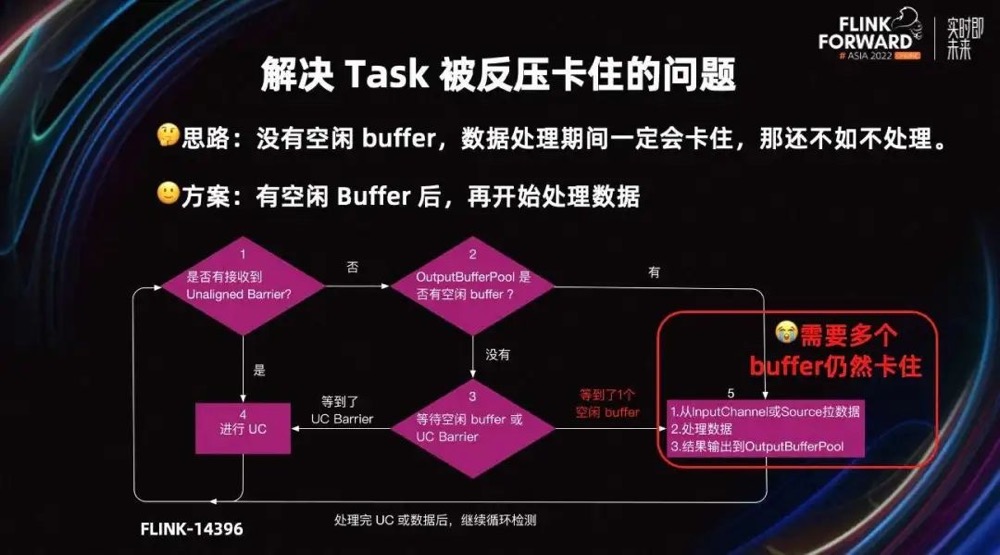 FLINK
FORWARD
# ASIA 2022
实时即
未来
解决 Task 被反压卡住的问题
思路：没有空闲 buffer，数据处理期间一定会卡住，那还不如不处理。
方案：有空闲 Buffer 后，再开始处理数据
1
是否有接收到
Unaligned Barrier?
否
2
OutputBufferPool 是
否有空闲 buffer？
有
是
没有
需要多个
buffer仍然卡住
4
进行 UC
等到了
UC Barrier
3
等待空闲 buffer 或
UC Barrier
等到了1个
空闲 buffer
5
1.从InputChannel或Source拉数据
2.处理数据
3.结果输出到OutputBufferPool
处理完 UC 或数据后，继续循环检测
FLINK-14396